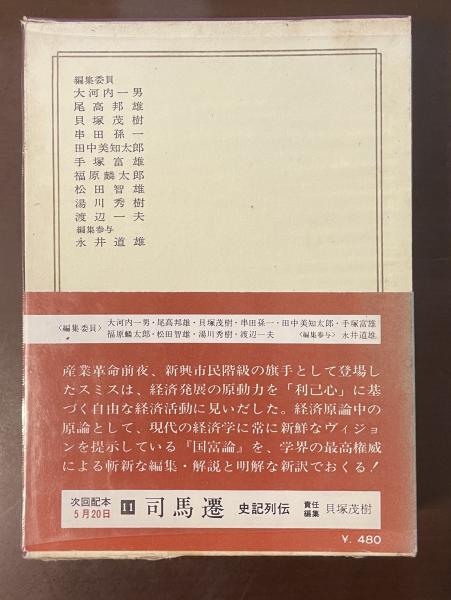 編集委員
大河内一男
尾高邦雄
貝塚茂樹
串田孫一
田中美知太郎
手塚富雄
福原麟太郎
松田智雄
湯川秀樹
渡辺一夫
編集参与
永井道雄
〈編集委員〉大河内一男・尾高邦雄・貝塚茂樹・串田孫一・田中美知太郎・手塚富雄
福原麟太郎・松田智雄・湯川秀樹・渡辺一夫 〈編集参与〉永井道雄
産業革命前夜、新興市民階級の旗手として登場し
たスミスは、経済発展の原動力を「利己心」に基
づく自由な経済活動に見いだした。経済原論中の
原論として、現代の経済学に常に新鮮なヴィジョ
ンを提示している『国富論』を、学界の最高権威
による斬新な編集・解説と明解な新訳でおくる!
次回配本
5月20日
11 司馬遷 史記列伝 責任編集 貝塚茂樹
¥. 480